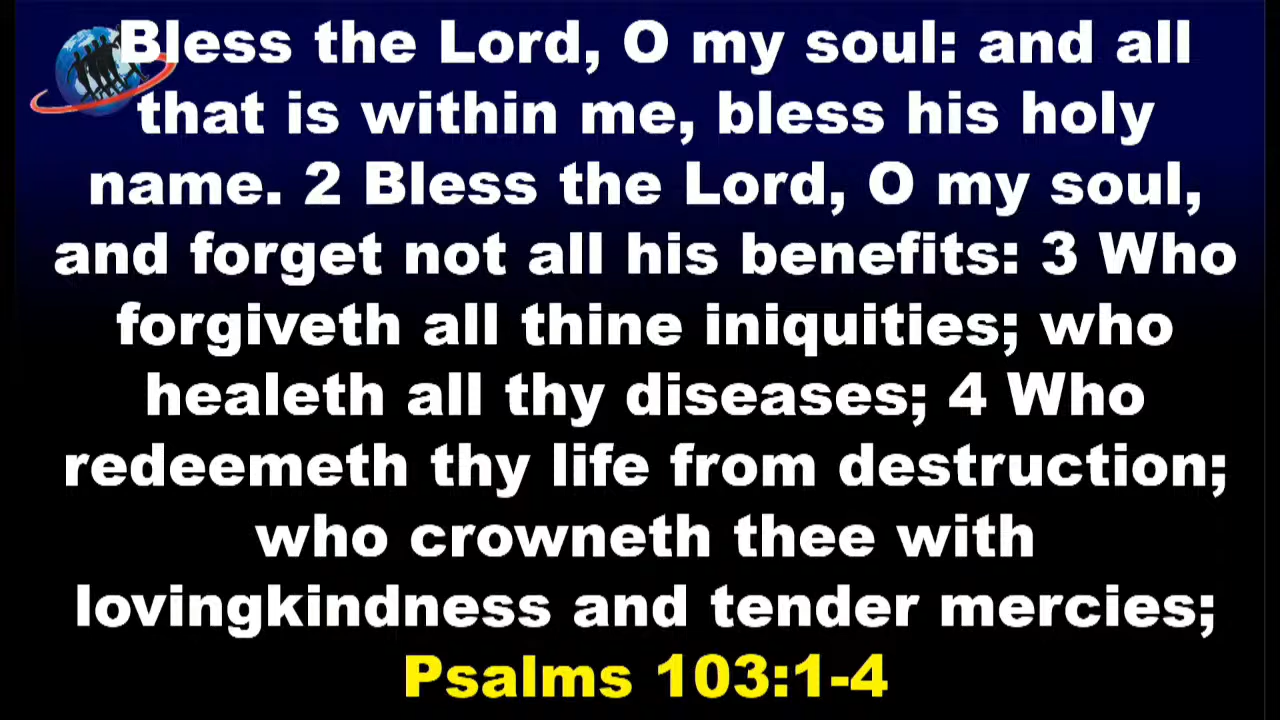 Bless the Lord, O my soul: and all
that is within me, bless his holy
name. 2 Bless the Lord, O my soul,
and forget not all his benefits: 3 Who
forgiveth all thine iniquities; who
healeth all thy diseases; 4 Who
redeemeth thy life from destruction;
who crowneth thee with
lovingkindness and tender mercies;
Psalms 103:1-4